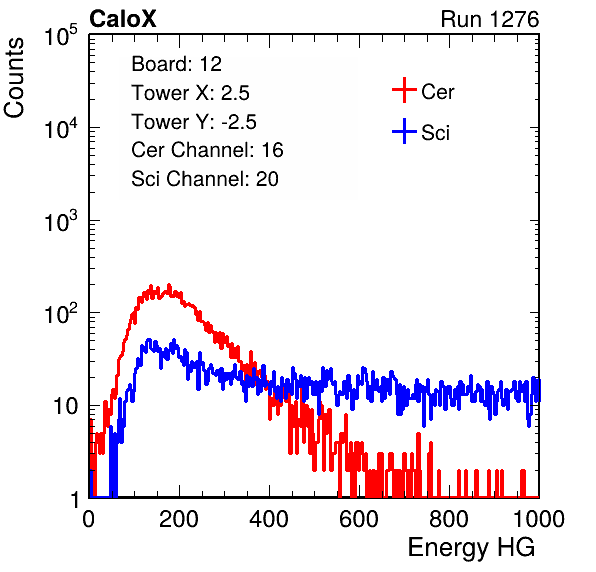 CaloX Run 1276
Counts
10^5
10^4
10^3
10^2
10
1
Board: 12
Tower X: 2.5
Tower Y: -2.5
Cer Channel: 16
Sci Channel: 20
Cer
Sci
0 200 400 600 800 1000
Energy HG